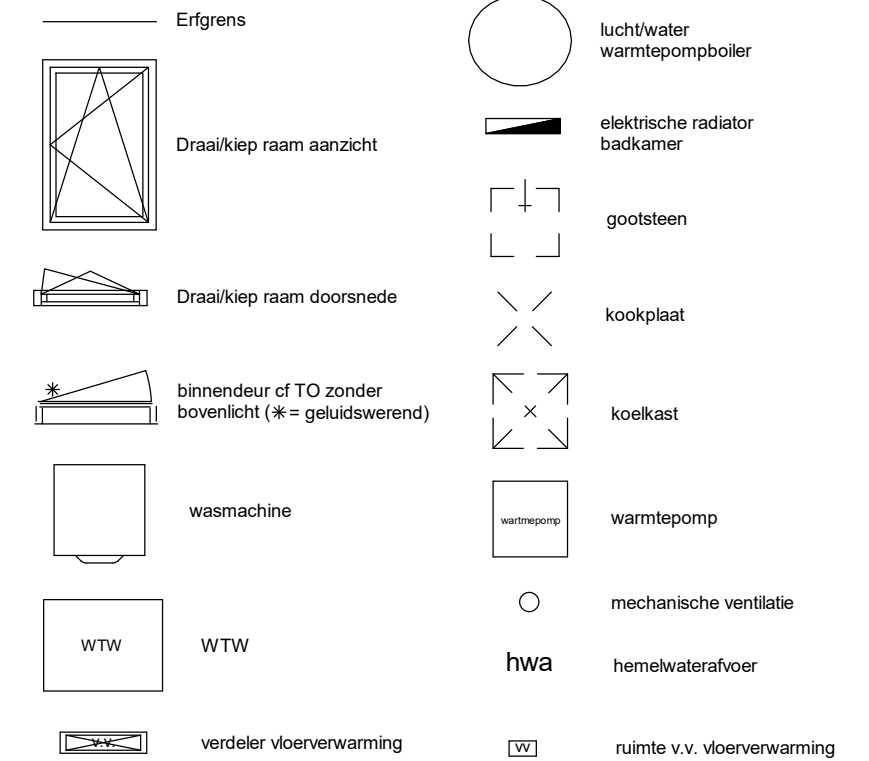 Erfgrens
Draai/kiep raam aanzicht
Draai/kiep raam doorsnede
binnendeur cf TO zonder
bovenlicht (✳= geluidswerend)
wasmachine
WTW
WTW
v.v.
verdeler vloerverwarming
lucht/water
warmtepompboiler
elektrische radiator
badkamer
gootsteen
kookplaat
koelkast
wartmepomp
warmtepomp
mechanische ventilatie
hwa
hemelwaterafvoer
vv
ruimte v.v. vloerverwarming